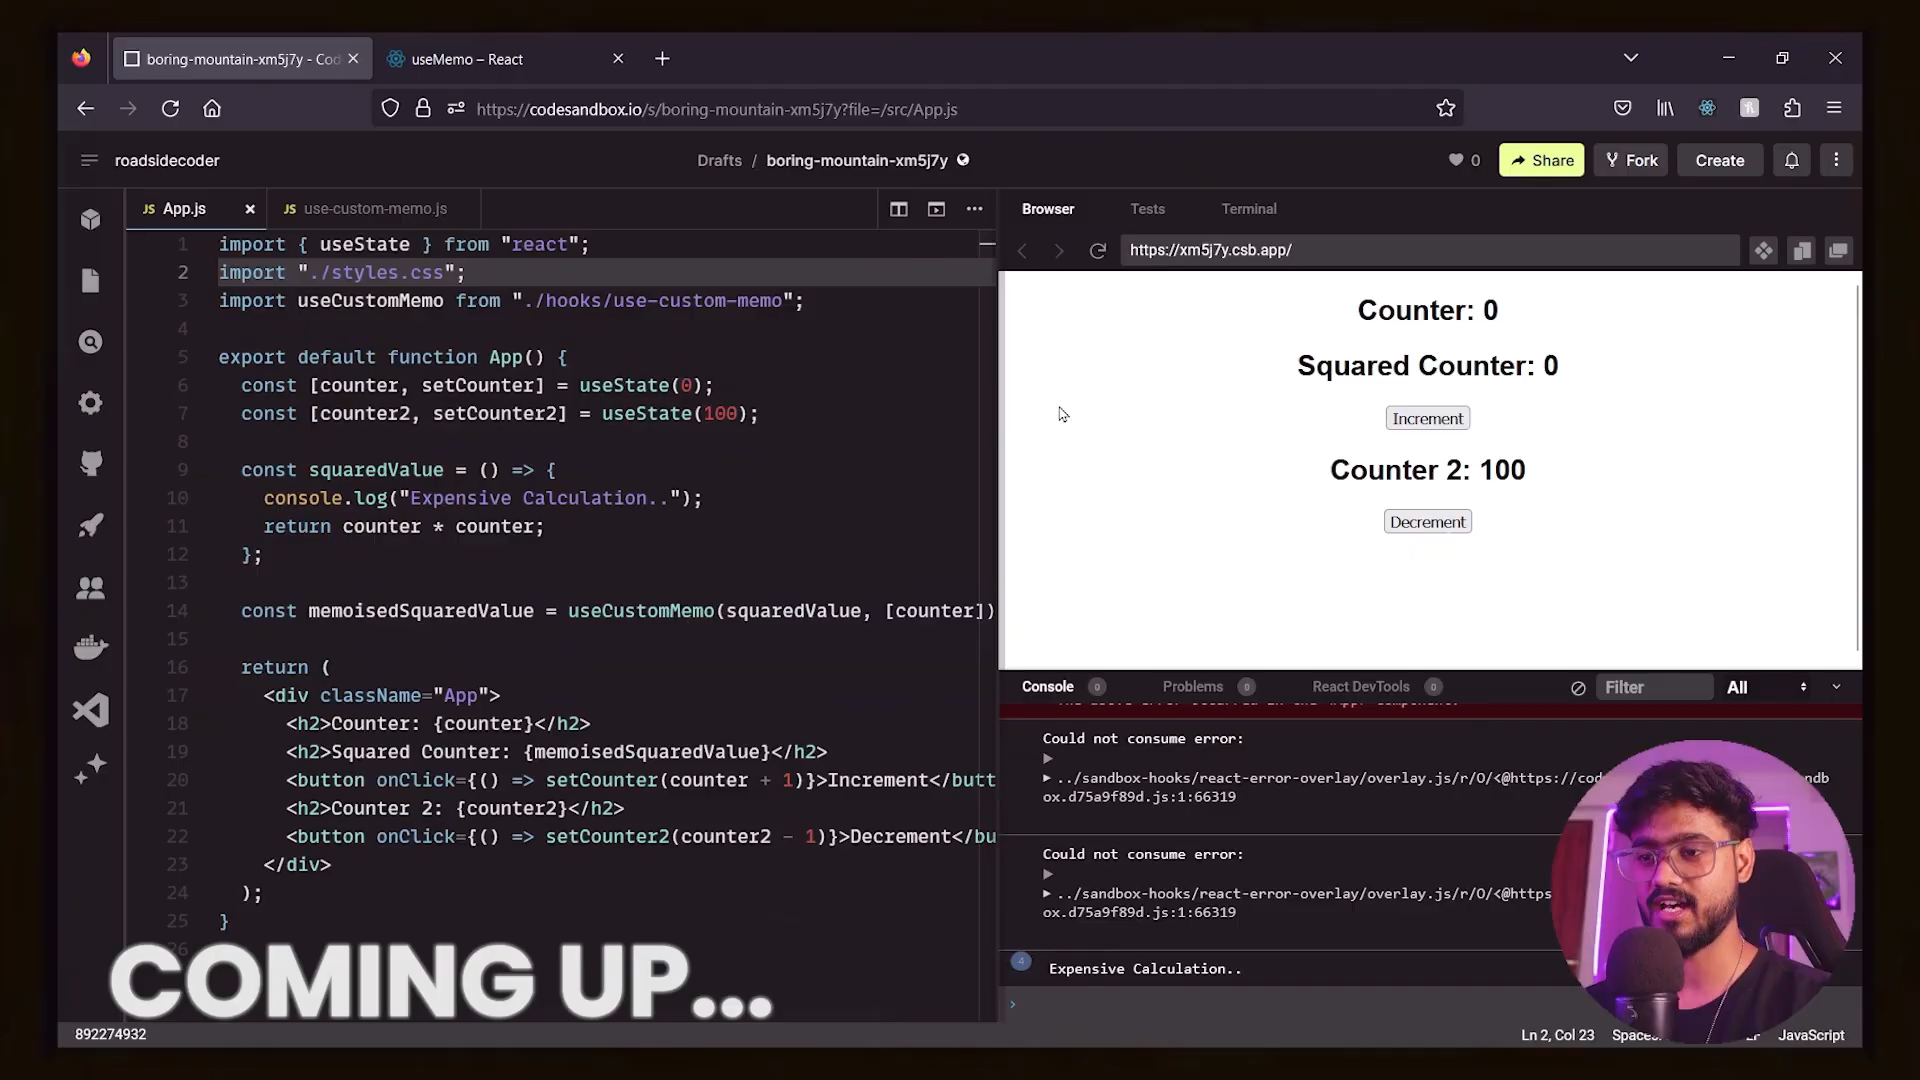 boring-mountain-xm5j7y - Cod
useMemo – React
https://codesandbox.io/s/boring-mountain-xm5j7y?file=/src/App.js
roadsidecoder
Drafts / boring-mountain-xm5j7y
0
Share
Fork
Create
JS App.js
JS use-custom-memo.js
1 import { useState } from "react";
2 import "./styles.css";
3 import useCustomMemo from "./hooks/use-custom-memo";
4
5 export default function App() {
6 const [counter, setCounter] = useState(0);
7 const [counter2, setCounter2] = useState(100);
8
9 const squaredValue = () => {
10 console.log("Expensive Calculation..");
11 return counter * counter;
12 };
13
14 const memoisedSquaredValue = useCustomMemo(squaredValue, [counter])
15
16 return (
17 <div className="App">
18 <h2>Counter: {counter}</h2>
19 <h2>Squared Counter: {memoisedSquaredValue}</h2>
20 <button onClick={() => setCounter(counter + 1)}>Increment</butt
21 <h2>Counter 2: {counter2}</h2>
22 <button onClick={() => setCounter2(counter2 - 1)}>Decrement</bu
23 </div>
24 );
25 }
26
COMING UP...
892274932
Browser
Tests
Terminal
https://xm5j7y.csb.app/
Counter: 0
Squared Counter: 0
Increment
Counter 2: 100
Decrement
Console 0
Problems 0
React DevTools 0
Filter
All
Could not consume error:
../sandbox-hooks/react-error-overlay/overlay.js/r/O/<@https://cod
ndb
ox.d75a9f89d.js:1:66319
Could not consume error:
../sandbox-hooks/react-error-overlay/overlay.js/r/O/<@https
ox.d75a9f89d.js:1:66319
4 Expensive Calculation..
Ln 2, Col 23
Spaces:
JavaScript